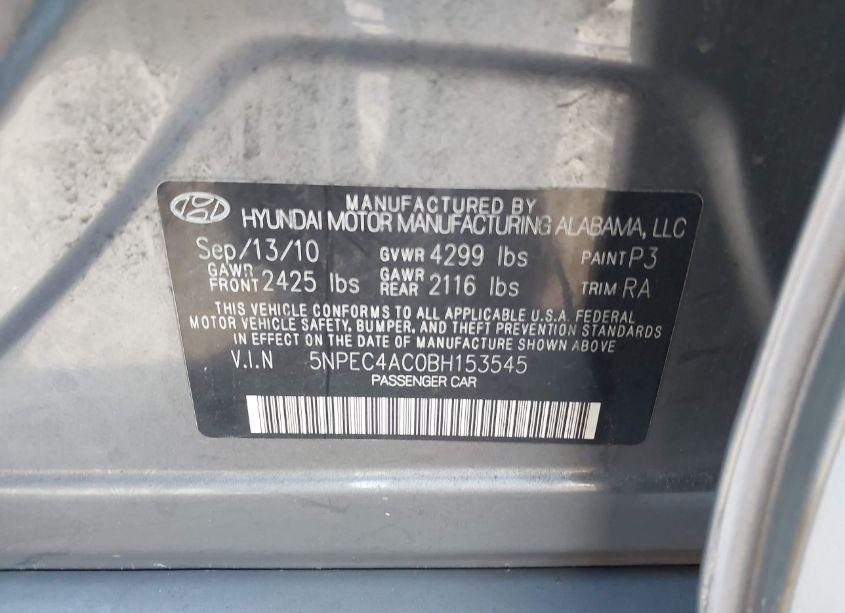 MANUFACTURED BY
HYUNDAI MOTOR MANUFACTURING ALABAMA, LLC
Sep/13/10 GVWR 4299 lbs PAINT P3
GAWR FRONT 2425 lbs GAWR REAR 2116 lbs TRIM RA
THIS VEHICLE CONFORMS TO ALL APPLICABLE U.S.A. FEDERAL
MOTOR VEHICLE SAFETY, BUMPER, AND THEFT PREVENTION STANDARDS
IN EFFECT ON THE DATE OF MANUFACTURE SHOWN ABOVE.
V.I.N 5NPEC4AC0BH153545
PASSENGER CAR